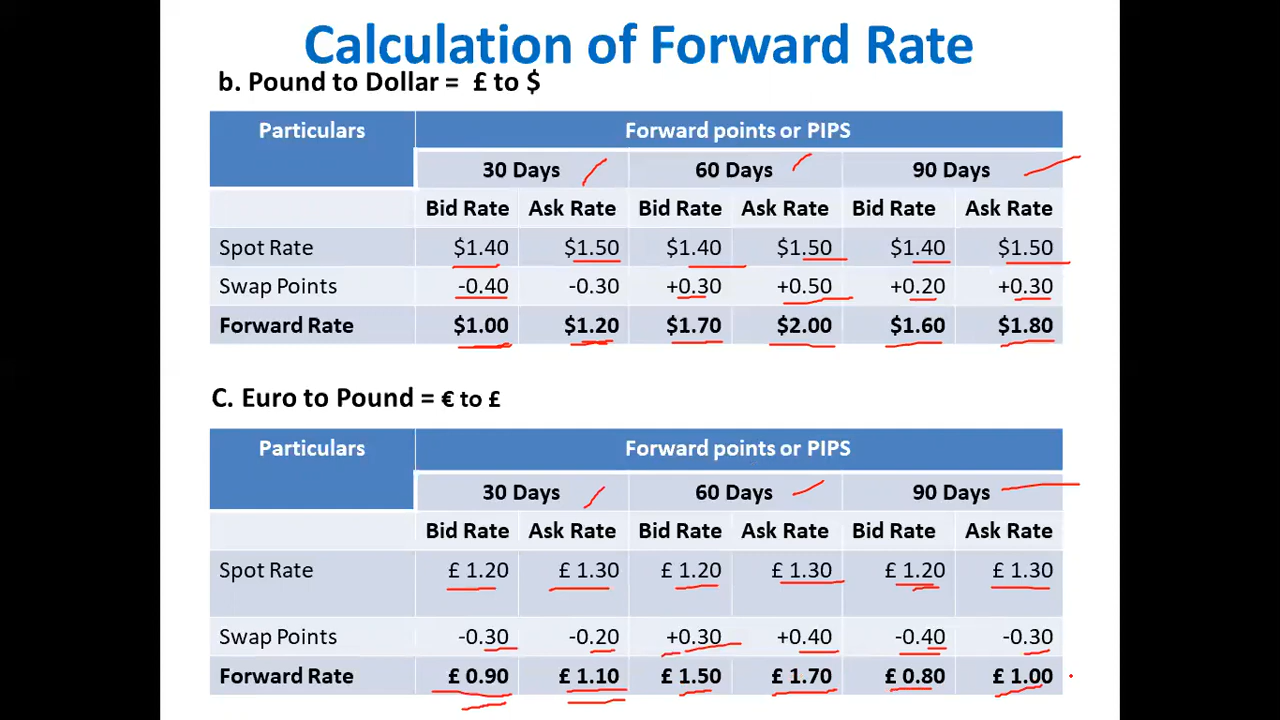 Calculation of Forward Rate
b. Pound to Dollar = £ to $
Particulars Forward points or PIPS
30 Days 60 Days 90 Days
Bid Rate Ask Rate Bid Rate Ask Rate Bid Rate Ask Rate
Spot Rate $1.40 $1.50 $1.40 $1.50 $1.40 $1.50
Swap Points -0.40 -0.30 +0.30 +0.50 +0.20 +0.30
Forward Rate $1.00 $1.20 $1.70 $2.00 $1.60 $1.80
C. Euro to Pound = € to £
Particulars Forward points or PIPS
30 Days 60 Days 90 Days
Bid Rate Ask Rate Bid Rate Ask Rate Bid Rate Ask Rate
Spot Rate £ 1.20 £ 1.30 £ 1.20 £ 1.30 £ 1.20 £ 1.30
Swap Points -0.30 -0.20 +0.30 +0.40 -0.40 -0.30
Forward Rate £ 0.90 £ 1.10 £ 1.50 £ 1.70 £ 0.80 £ 1.00